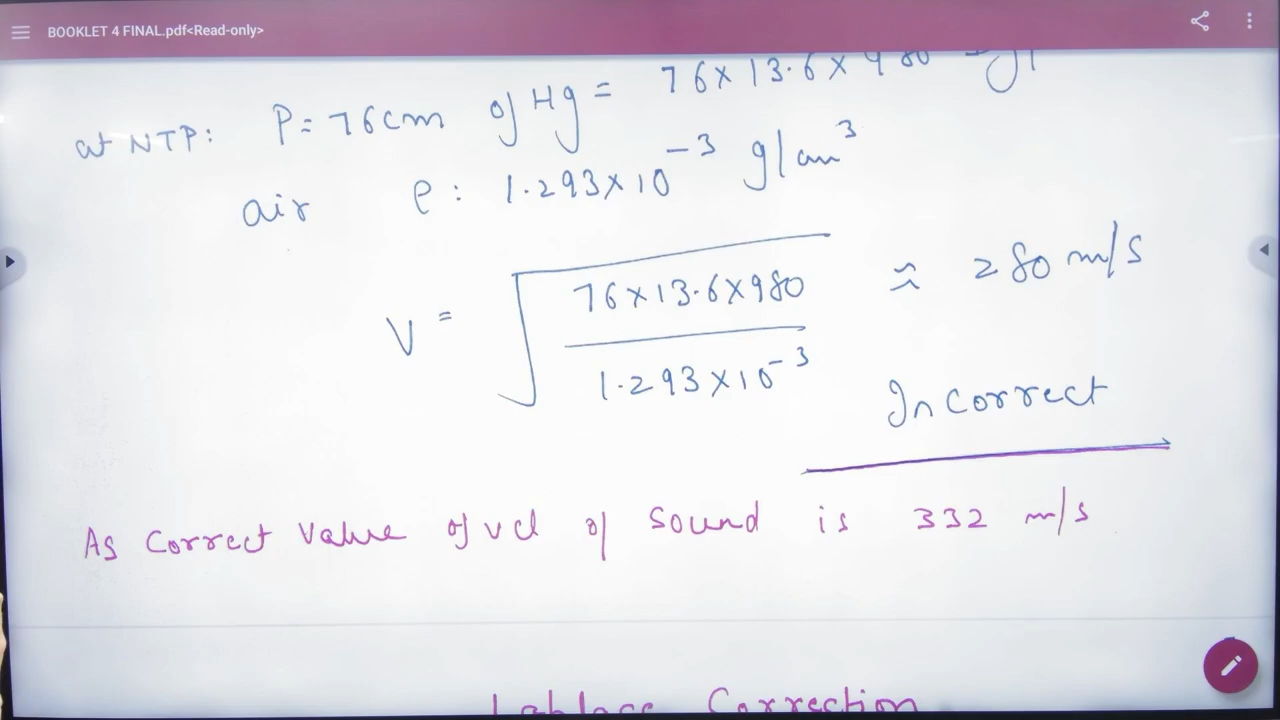 BOOKLET 4 FINAL.pdf<Read-only>
at NTP: P = 76 cm of Hg = 76 × 13.6 × 980
air ρ : 1.293 × 10⁻³ g/cm³
V = √(76 × 13.6 × 980 / 1.293 × 10⁻³) ≈ 280 m/s
Incorrect
As Correct Value of vel of Sound is 332 m/s
Correction